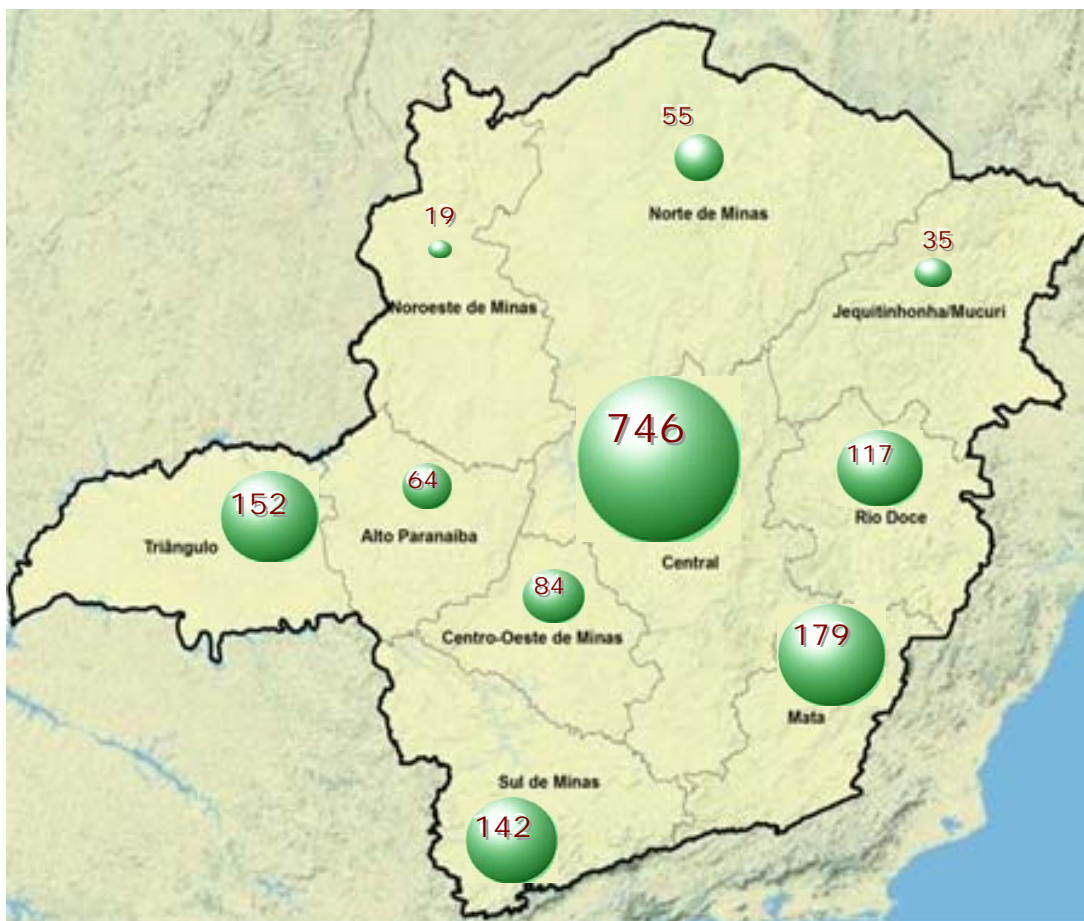 55
Norte de Minas
19
Noroeste de Minas
35
Jequitinhonha/Mucuri
746
Central
117
Rio Doce
64
Alto Paranaíba
152
Triângulo
84
Centro-Oeste de Minas
179
Mata
Sul de Minas
142